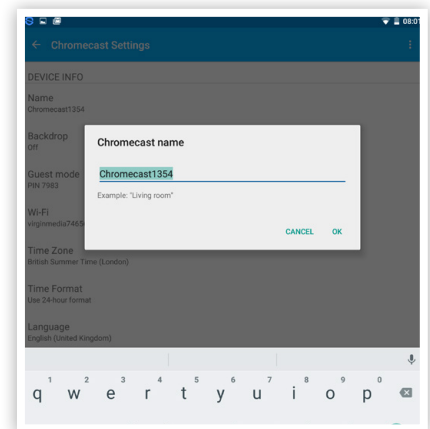 08:01
Chromecast Settings
DEVICE INFO
Name
Chromecast1354
Backdrop
Off
Guest mode
PIN 7983
Wi-Fi
Time Zone
British Summer Time (London)
Time Format
Use 24-hour format
Language
English (United Kingdom)
Chromecast name
Chromecast1354
Example: "Living room"
CANCEL OK
1 2 3 4 5 6 7 8 9 0
q w e r t y u i o p